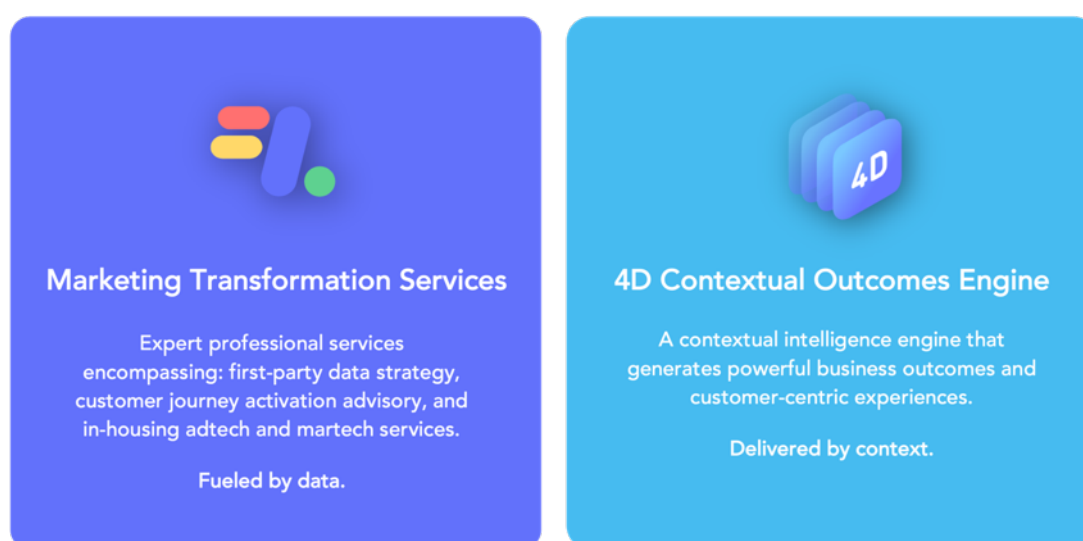 Marketing Transformation Services
Expert professional services
encompassing: first-party data strategy,
customer journey activation advisory, and
in-housing adtech and martech services.
Fueled by data.
4D
4D Contextual Outcomes Engine
A contextual intelligence engine that
generates powerful business outcomes and
customer-centric experiences.
Delivered by context.